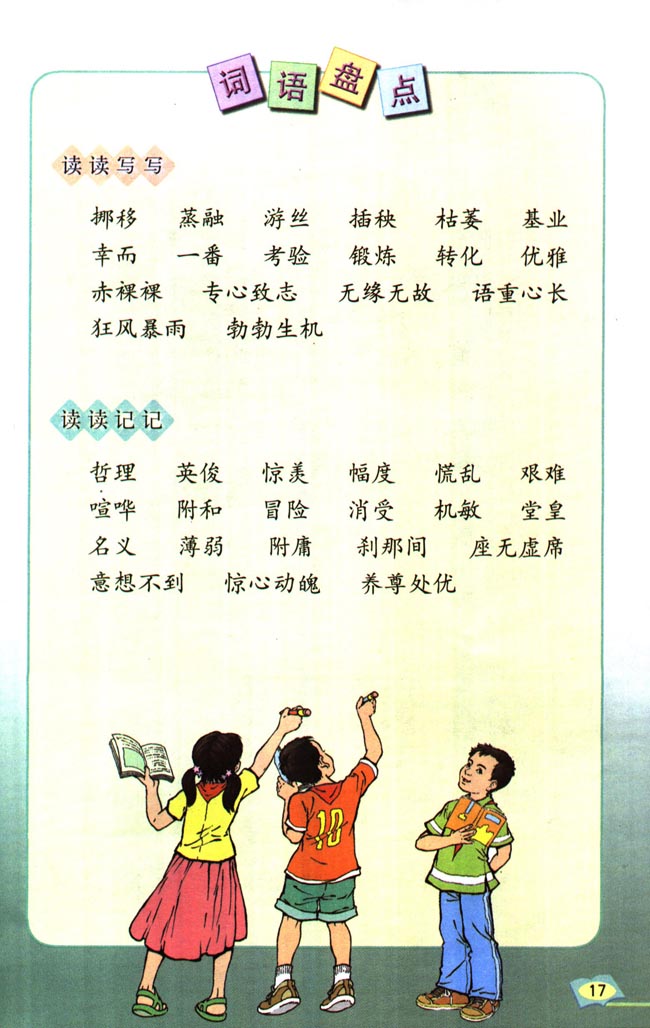 词语盘点
读读写写
挪移 蒸融 游丝 插秧 枯萎 基业
幸而 一番 考验 锻炼 转化 优雅
赤裸裸 专心致志 无缘无故 语重心长
狂风暴雨 勃勃生机
读读记记
哲理 英俊 惊羡 幅度 慌乱 艰难
喧哗 附和 冒险 消受 机敏 堂皇
名义 薄弱 附庸 刹那间 座无虚席
意想不到 惊心动魄 养尊处优
10
17